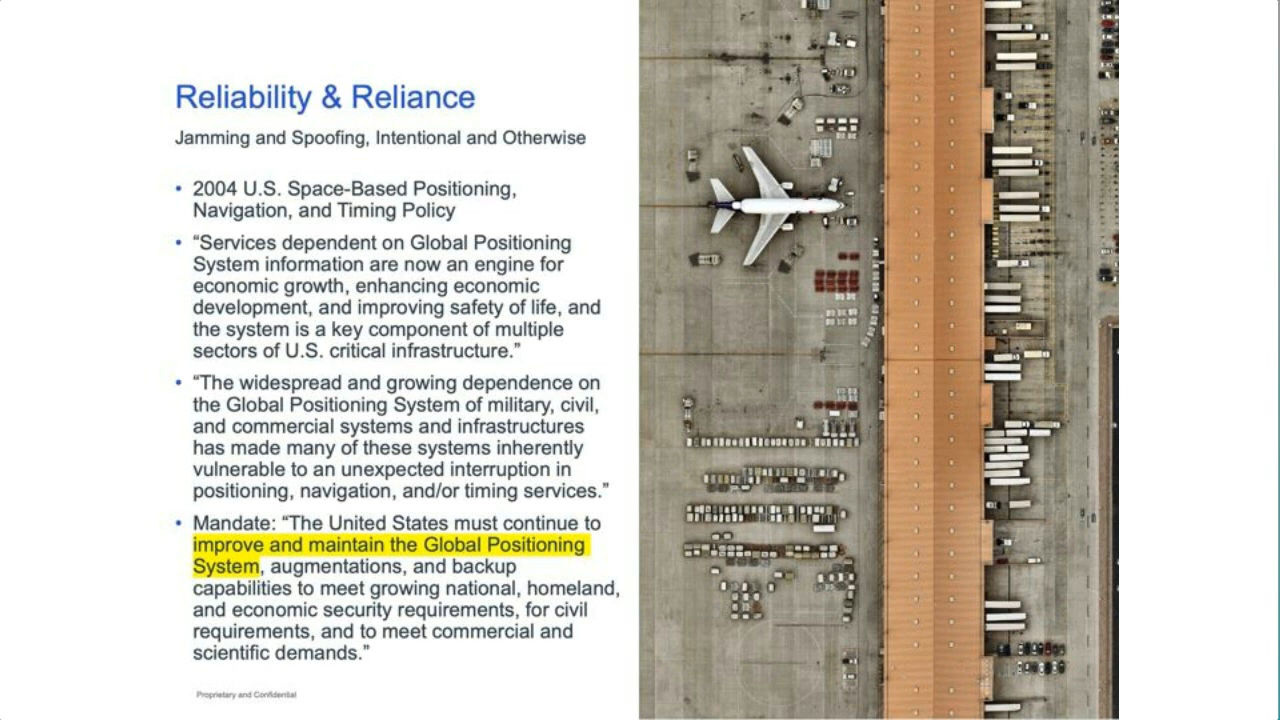 Reliability & Reliance
Jamming and Spoofing, Intentional and Otherwise
• 2004 U.S. Space-Based Positioning,
Navigation, and Timing Policy
• “Services dependent on Global Positioning
System information are now an engine for
economic growth, enhancing economic
development, and improving safety of life, and
the system is a key component of multiple
sectors of U.S. critical infrastructure.”
• “The widespread and growing dependence on
the Global Positioning System of military, civil,
and commercial systems and infrastructures
has made many of these systems inherently
vulnerable to an unexpected interruption in
positioning, navigation, and/or timing services.”
• Mandate: “The United States must continue to
improve and maintain the Global Positioning
System, augmentations, and backup
capabilities to meet growing national, homeland,
and economic security requirements, for civil
requirements, and to meet commercial and
scientific demands.”
Proprietary and Confidential